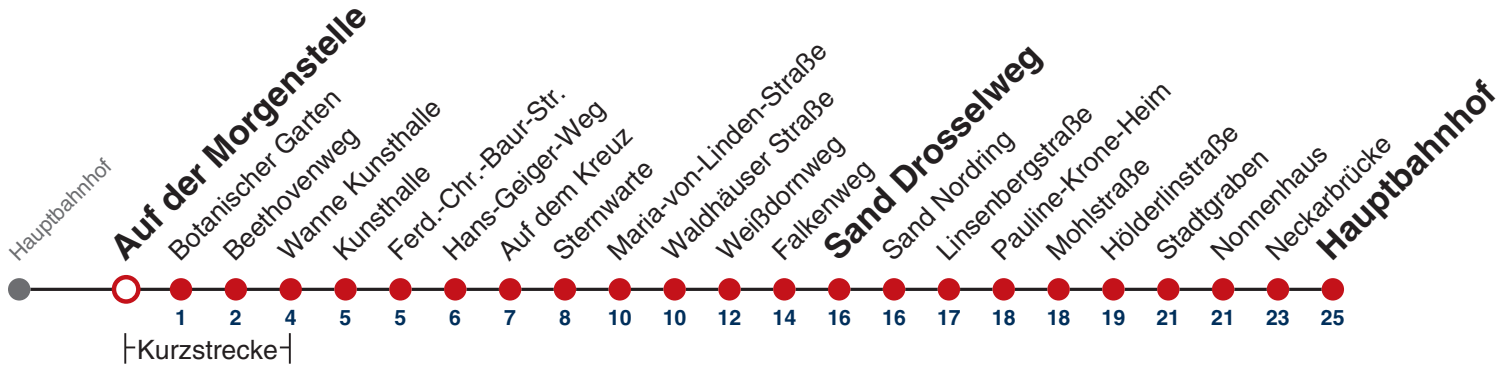 Hauptbahnhof
Auf der Morgenstelle
Botanischer Garten
Beethovenweg
Wanne Kunsthalle
Kunsthalle
Ferd.-Chr.-Baur-Str.
Hans-Geiger-Weg
Auf dem Kreuz
Sternwarte
Maria-von-Linden-Straße
Waldhäuser Straße
Weißdornweg
Falkenweg
Sand Drosselweg
Sand Nordring
Linsenbergstraße
Pauline-Krone-Heim
Mohlstraße
Hölderlinstraße
Stadtgraben
Nonnenhaus
Neckarbrücke
Hauptbahnhof
1 2 4 5 5 6 7 8 10 10 12 14 16 16 17 18 18 19 21 21 23 25
Kurzstrecke